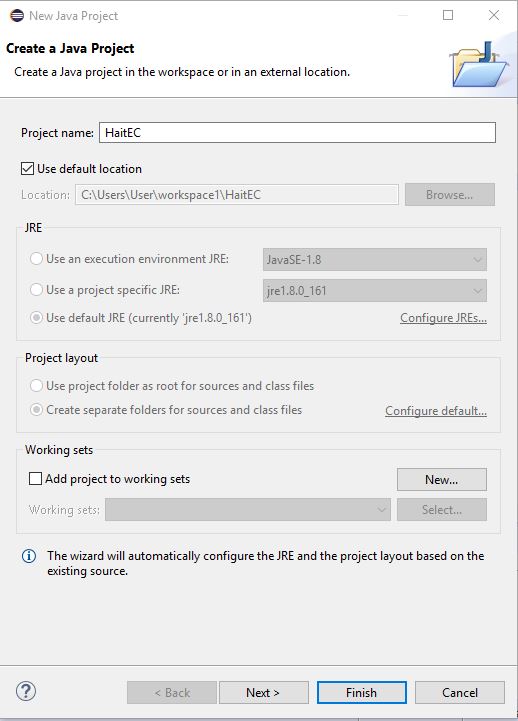 New Java Project
Create a Java Project
Create a Java project in the workspace or in an external location.
Project name: HaitEC
Use default location
Location: C:\Users\User\workspace1\HaitEC Browse...
JRE
Use an execution environment JRE: JavaSE-1.8
Use a project specific JRE: jre1.8.0_161
Use default JRE (currently 'jre1.8.0_161') Configure JREs...
Project layout
Use project folder as root for sources and class files
Create separate folders for sources and class files Configure default...
Working sets
Add project to working sets New...
Working sets: Select...
The wizard will automatically configure the JRE and the project layout based on the
existing source.
? < Back Next > Finish Cancel